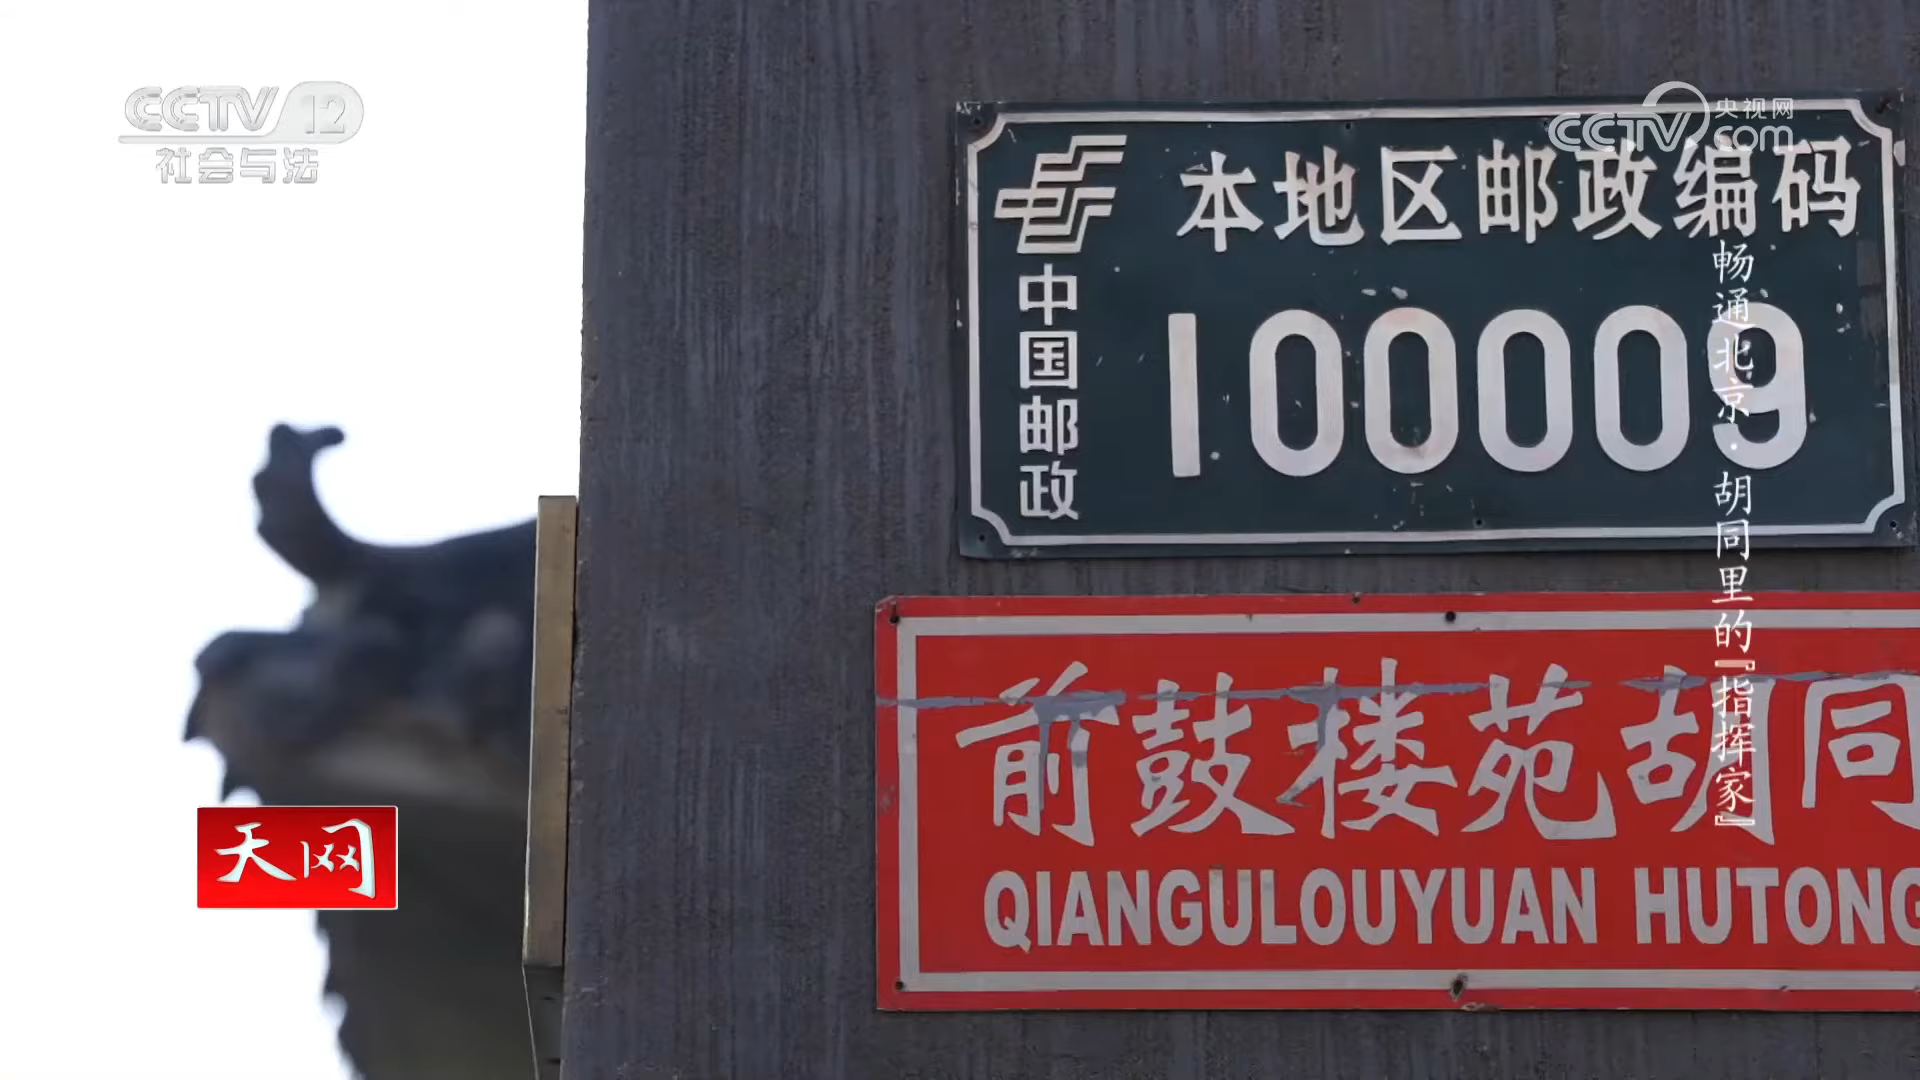 CCTV 12
社会与法
央视网
CCTV.com
本地区邮政编码
中国邮政
100009
畅通北京·胡同里的『指挥家』
前鼓楼苑胡同
QIANGULOUYUAN HUTONG
天网